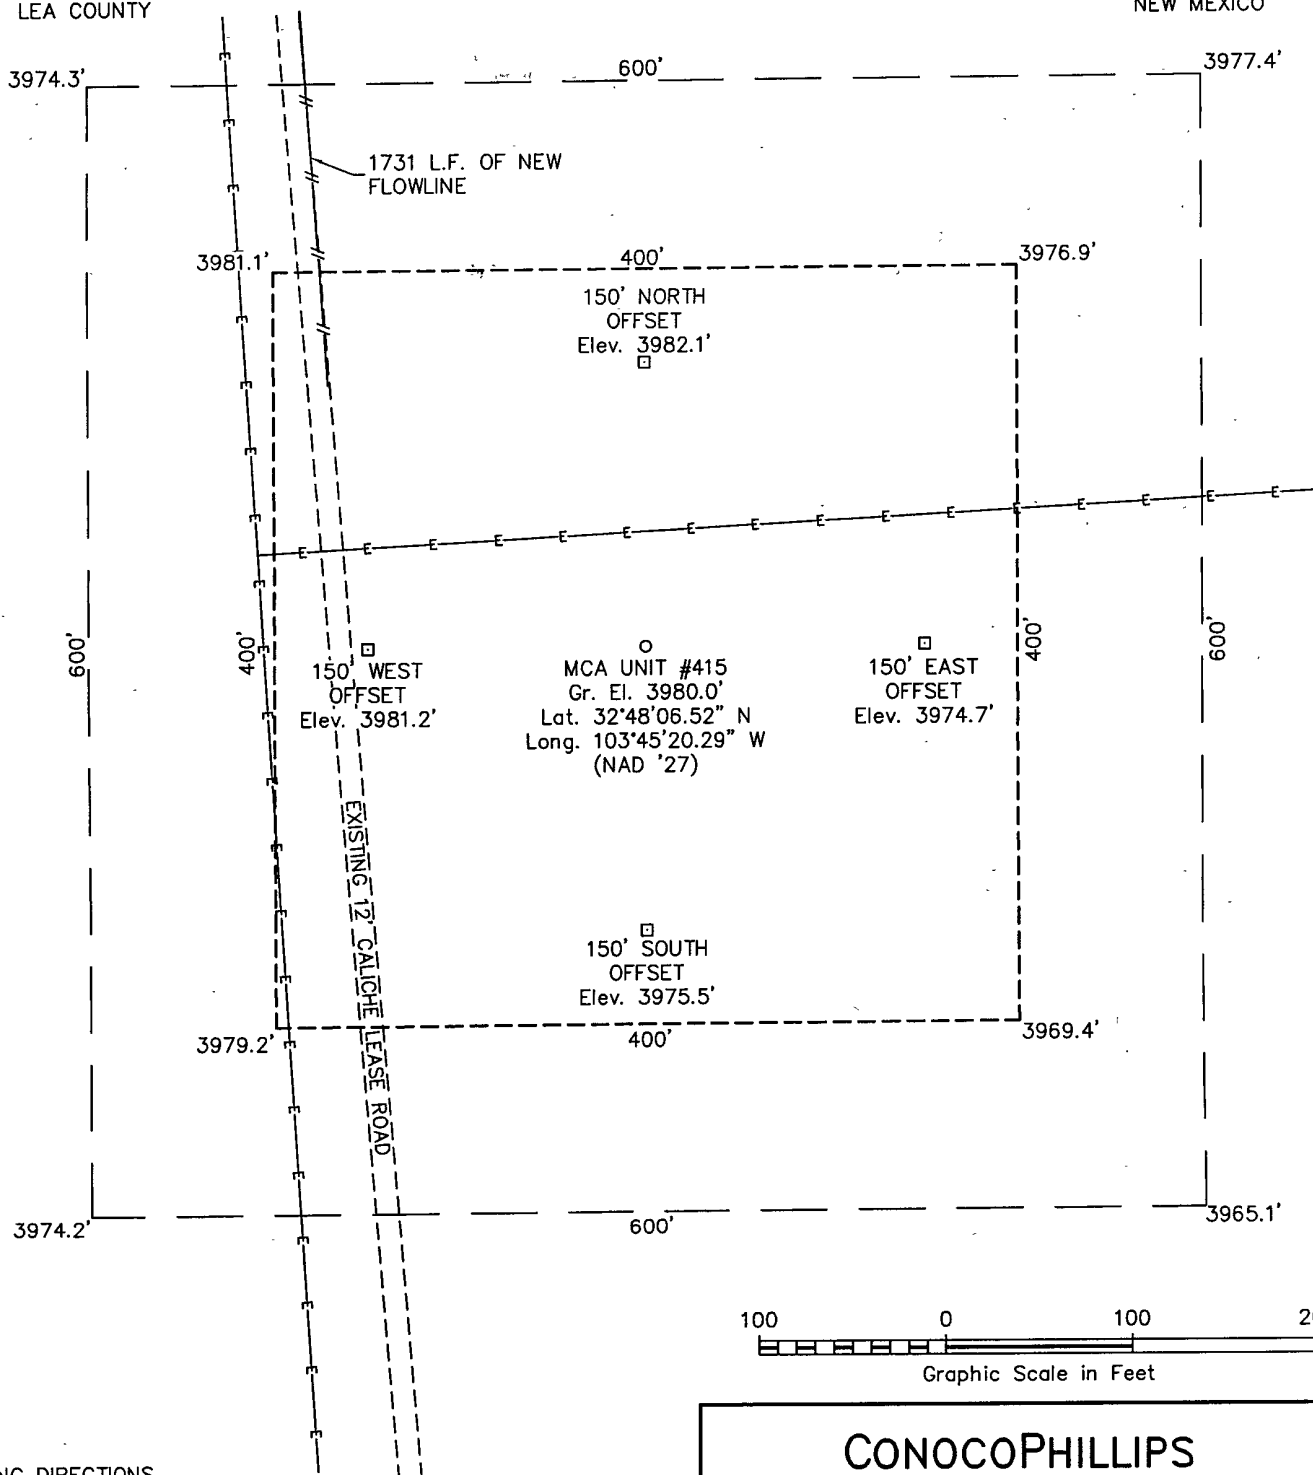 LEA COUNTY
NEW MEXICO
3974.3'
600'
3977.4'
1731 L.F. OF NEW
FLOWLINE
3981.1'
400'
3976.9'
150' NORTH
OFFSET
Elev. 3982.1'
600'
400'
150' WEST
OFFSET
Elev. 3981.2'
MCA UNIT #415
Gr. El. 3980.0'
Lat. 32°48'06.52" N
Long. 103°45'20.29" W
(NAD '27)
150' EAST
OFFSET
Elev. 3974.7'
400'
600'
EXISTING 12' CALICHE LEASE ROAD
150' SOUTH
OFFSET
Elev. 3975.5'
3979.2'
400'
3969.4'
3974.2'
600'
3965.1'
100 0 100
Graphic Scale in Feet
CONOCOPHILLIPS
DIRECTIONS